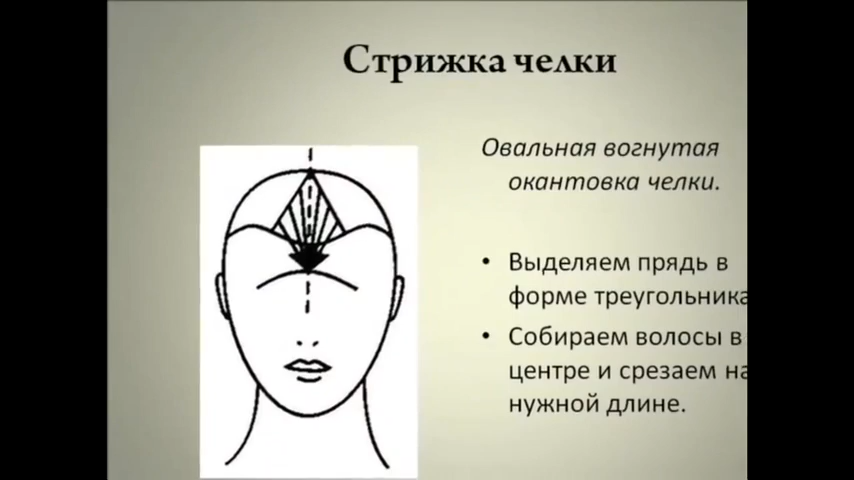 Стрижка челки
Овальная вогнутая
окантовка челки.
• Выделяем прядь в
форме треугольника
• Собираем волосы в
центре и срезаем на
нужной длине.